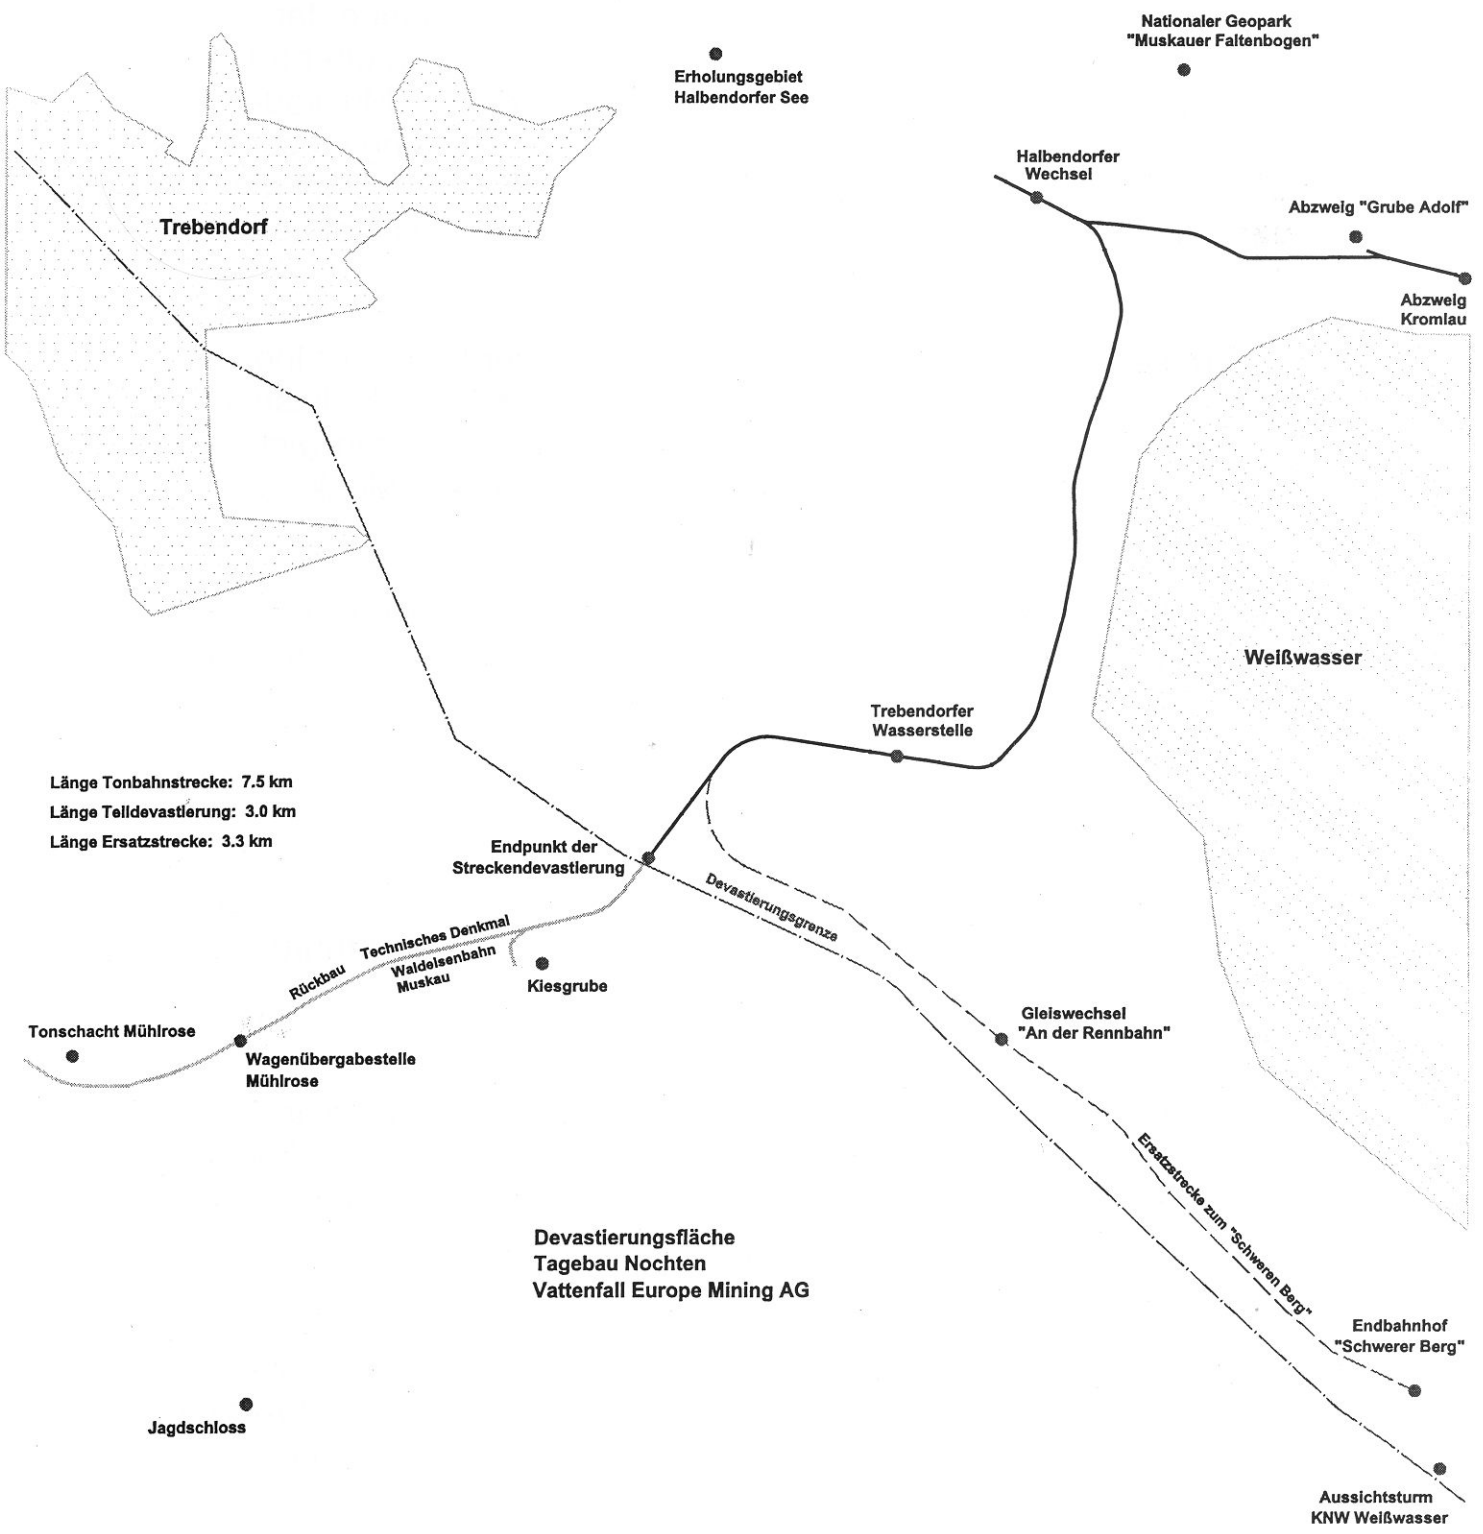 Nationaler Geopark
"Muskauer Faltenbogen"
Erholungsgebiet
Halbendorfer See
Halbendorfer
Wechsel
Abzweig "Grube Adolf"
Trebendorf
Abzweig
Kromlau
Weißwasser
Trebendorfer
Wasserstelle
Länge Tonbahnstrecke: 7.5 km
Länge Teildevastierung: 3.0 km
Länge Ersatzstrecke: 3.3 km
Endpunkt der
Streckendevastierung
Devastierungsgrenze
Rückbau
Technisches Denkmal
Waldeisenbahn
Muskau
Kiesgrube
Tonschacht Mühlrose
Wagenübergabestelle
Mühlrose
Gleiswechsel
"An der Rennbahn"
Ersatzstrecke zum "Schweren Berg"
Devastierungsfläche
Tagebau Nochten
Vattenfall Europe Mining AG
Endbahnhof
"Schwerer Berg"
Jagdschloss
Aussichtsturm
KNW Weißwasser